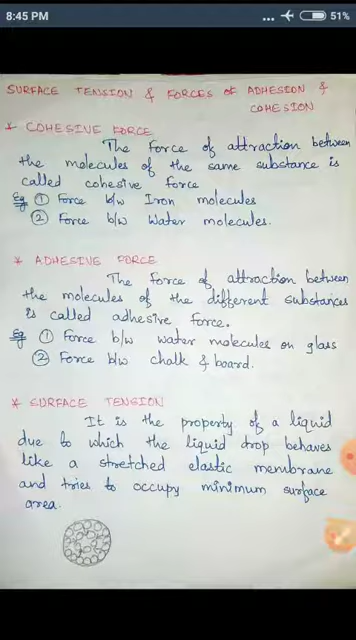 8:45 PM ... 51%
SURFACE TENSION & FORCES OF ADHESION &
COHESION
* COHESIVE FORCE
The force of attraction between
the molecules of the same substance is
called cohesive force
Eg ① Force b/w Iron molecules
② Force b/w Water molecules.
* ADHESIVE FORCE
The force of attraction between
the molecules of the different substances
is called adhesive force.
Eg ① Force b/w water molecules on glass
② Force b/w chalk & board.
* SURFACE TENSION
It is the property of a liquid
due to which the liquid drop behaves
like a stretched elastic membrane
and tries to occupy minimum surface
area.